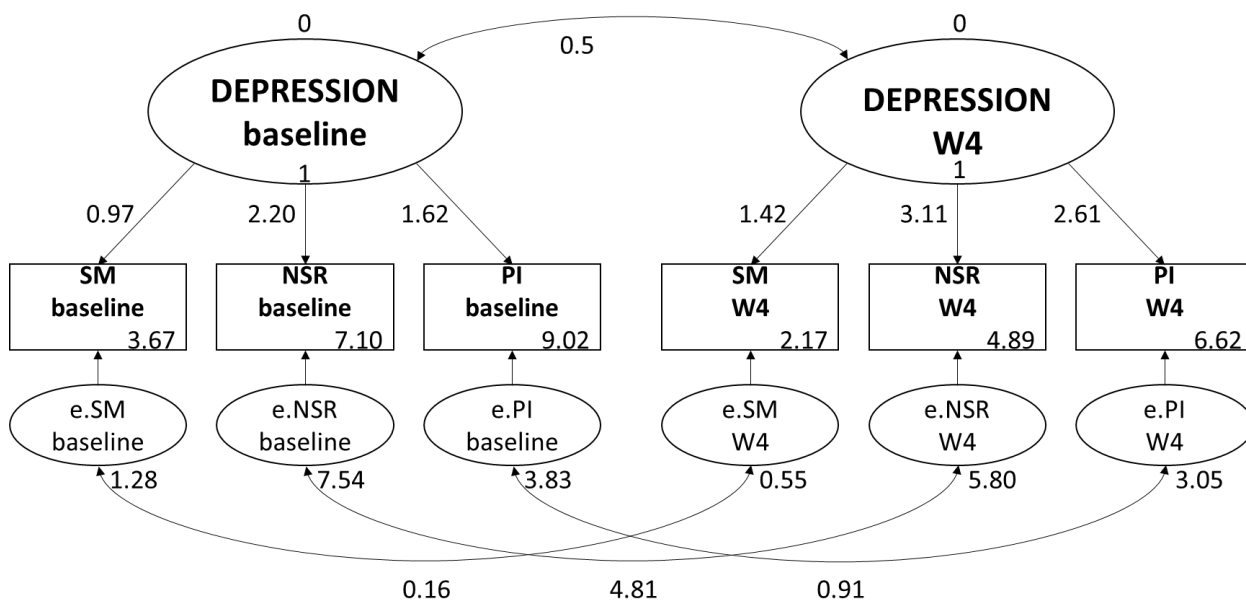 0
0
0.5
DEPRESSION
baseline
1
DEPRESSION
W4
1
0.97
2.20
1.62
1.42
3.11
2.61
SM
baseline
3.67
NSR
baseline
7.10
PI
baseline
9.02
SM
W4
2.17
NSR
W4
4.89
PI
W4
6.62
e.SM
baseline
1.28
e.NSR
baseline
7.54
e.PI
baseline
3.83
e.SM
W4
0.55
e.NSR
W4
5.80
e.PI
W4
3.05
0.16
4.81
0.91